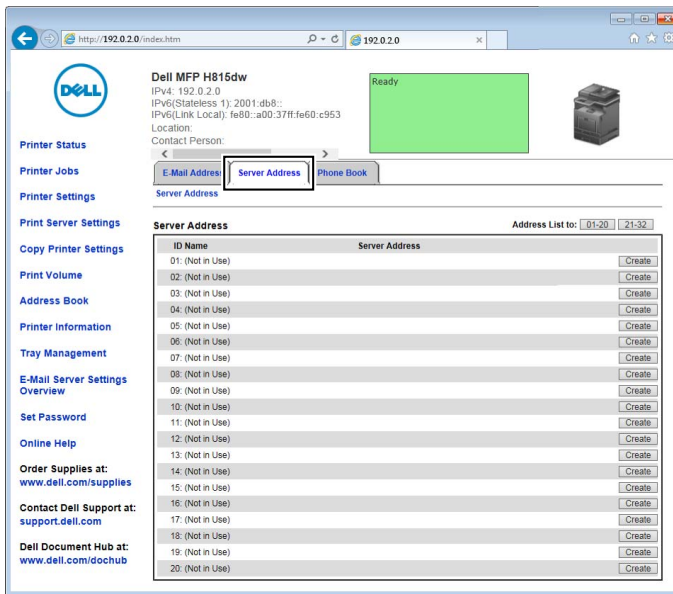 http://192.0.2.0/index.htm
192.0.2.0
DELL
Dell MFP H815dw
IPv4: 192.0.2.0
IPv6(Stateless 1): 2001:db8::
IPv6(Link Local): fe80::a00:37ff:fe60:c953
Location:
Contact Person:
Ready
Printer Status
Printer Jobs
Printer Settings
Print Server Settings
Copy Printer Settings
Print Volume
Address Book
Printer Information
Tray Management
E-Mail Server Settings
Overview
Set Password
Online Help
Order Supplies at:
www.dell.com/supplies
Contact Dell Support at:
support.dell.com
Dell Document Hub at:
www.dell.com/dochub
E-Mail Address Server Address Phone Book
Server Address
Server Address Address List to: 01-20 21-32
ID Name Server Address
01: (Not in Use) Create
02: (Not in Use) Create
03: (Not in Use) Create
04: (Not in Use) Create
05: (Not in Use) Create
06: (Not in Use) Create
07: (Not in Use) Create
08: (Not in Use) Create
09: (Not in Use) Create
10: (Not in Use) Create
11: (Not in Use) Create
12: (Not in Use) Create
13: (Not in Use) Create
14: (Not in Use) Create
15: (Not in Use) Create
16: (Not in Use) Create
17: (Not in Use) Create
18: (Not in Use) Create
19: (Not in Use) Create
20: (Not in Use) Create